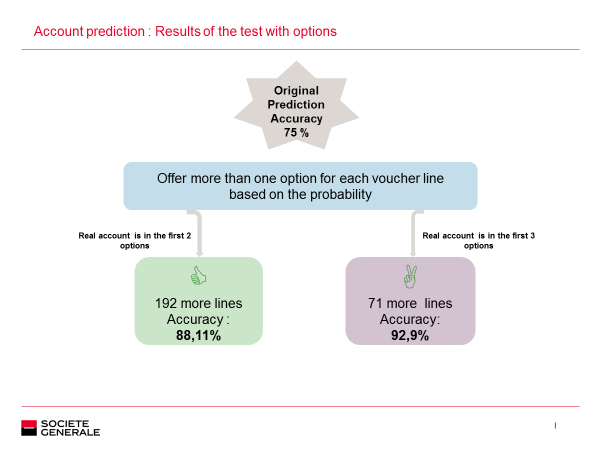 Account prediction : Results of the test with options
Original
Prediction
Accuracy
75 %
Offer more than one option for each voucher line
based on the probability
Real account is in the first 2
options
Real account is in the first 3
options
192 more lines
Accuracy :
88,11%
71 more lines
Accuracy:
92,9%
SOCIETE
GENERALE
I